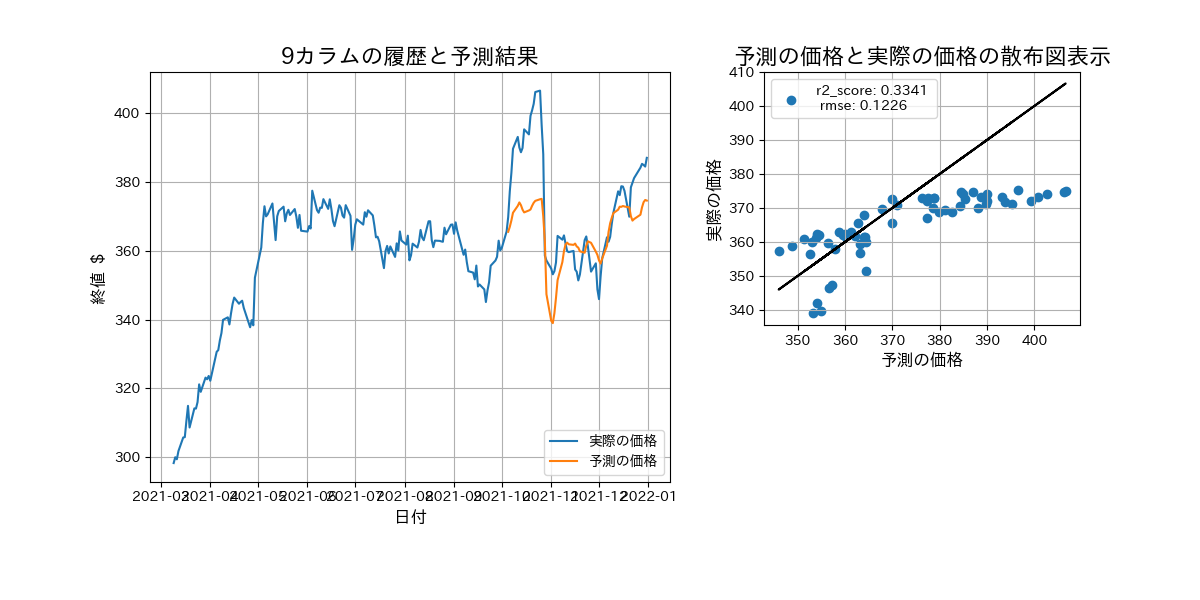 9カラムの履歴と予測結果
400
380
360
340
320
300
終値 $
2021-03 2021-04 2021-05 2021-06 2021-07 2021-08 2021-09 2021-10 2021-11 2021-12 2022-01
日付
実際の価格
予測の価格
予測の価格と実際の価格の散布図表示
410
400
390
380
370
360
350
340
実際の価格
r2_score: 0.3341
rmse: 0.1226
350 360 370 380 390 400
予測の価格